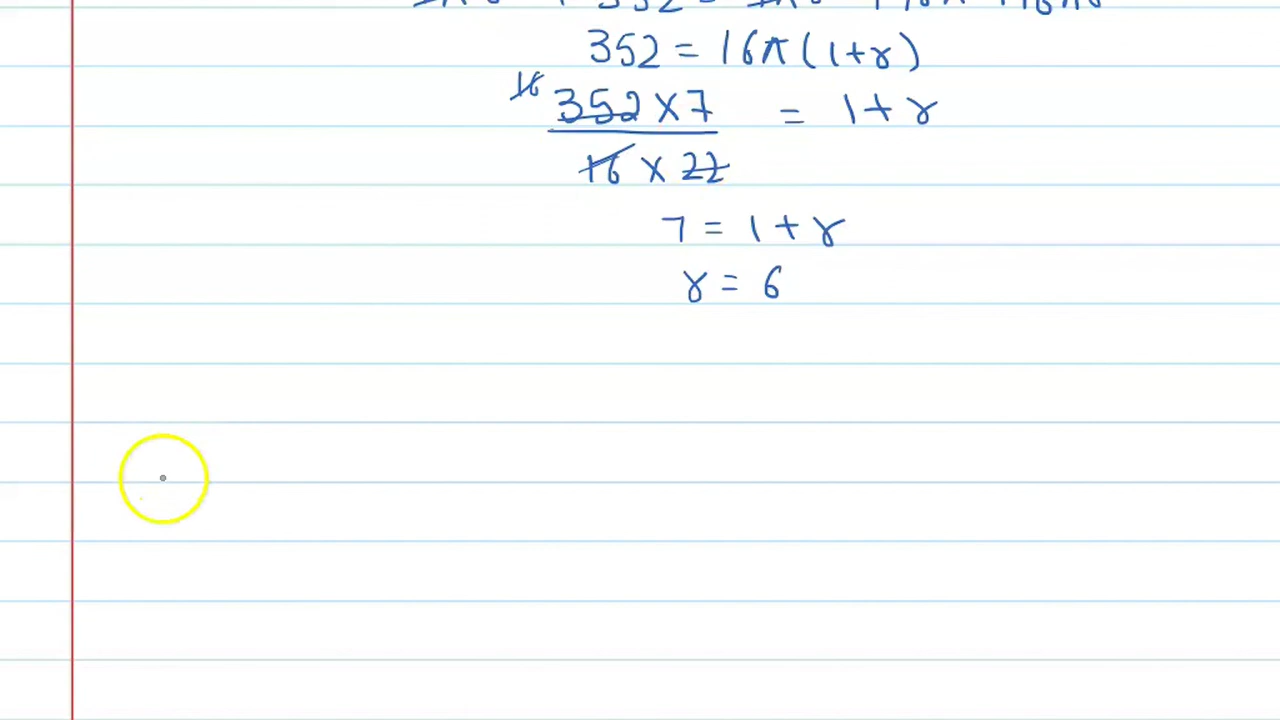 352 = 16π(1+r)
16
352 × 7 = 1+r
16 × 22
7 = 1+r
r = 6